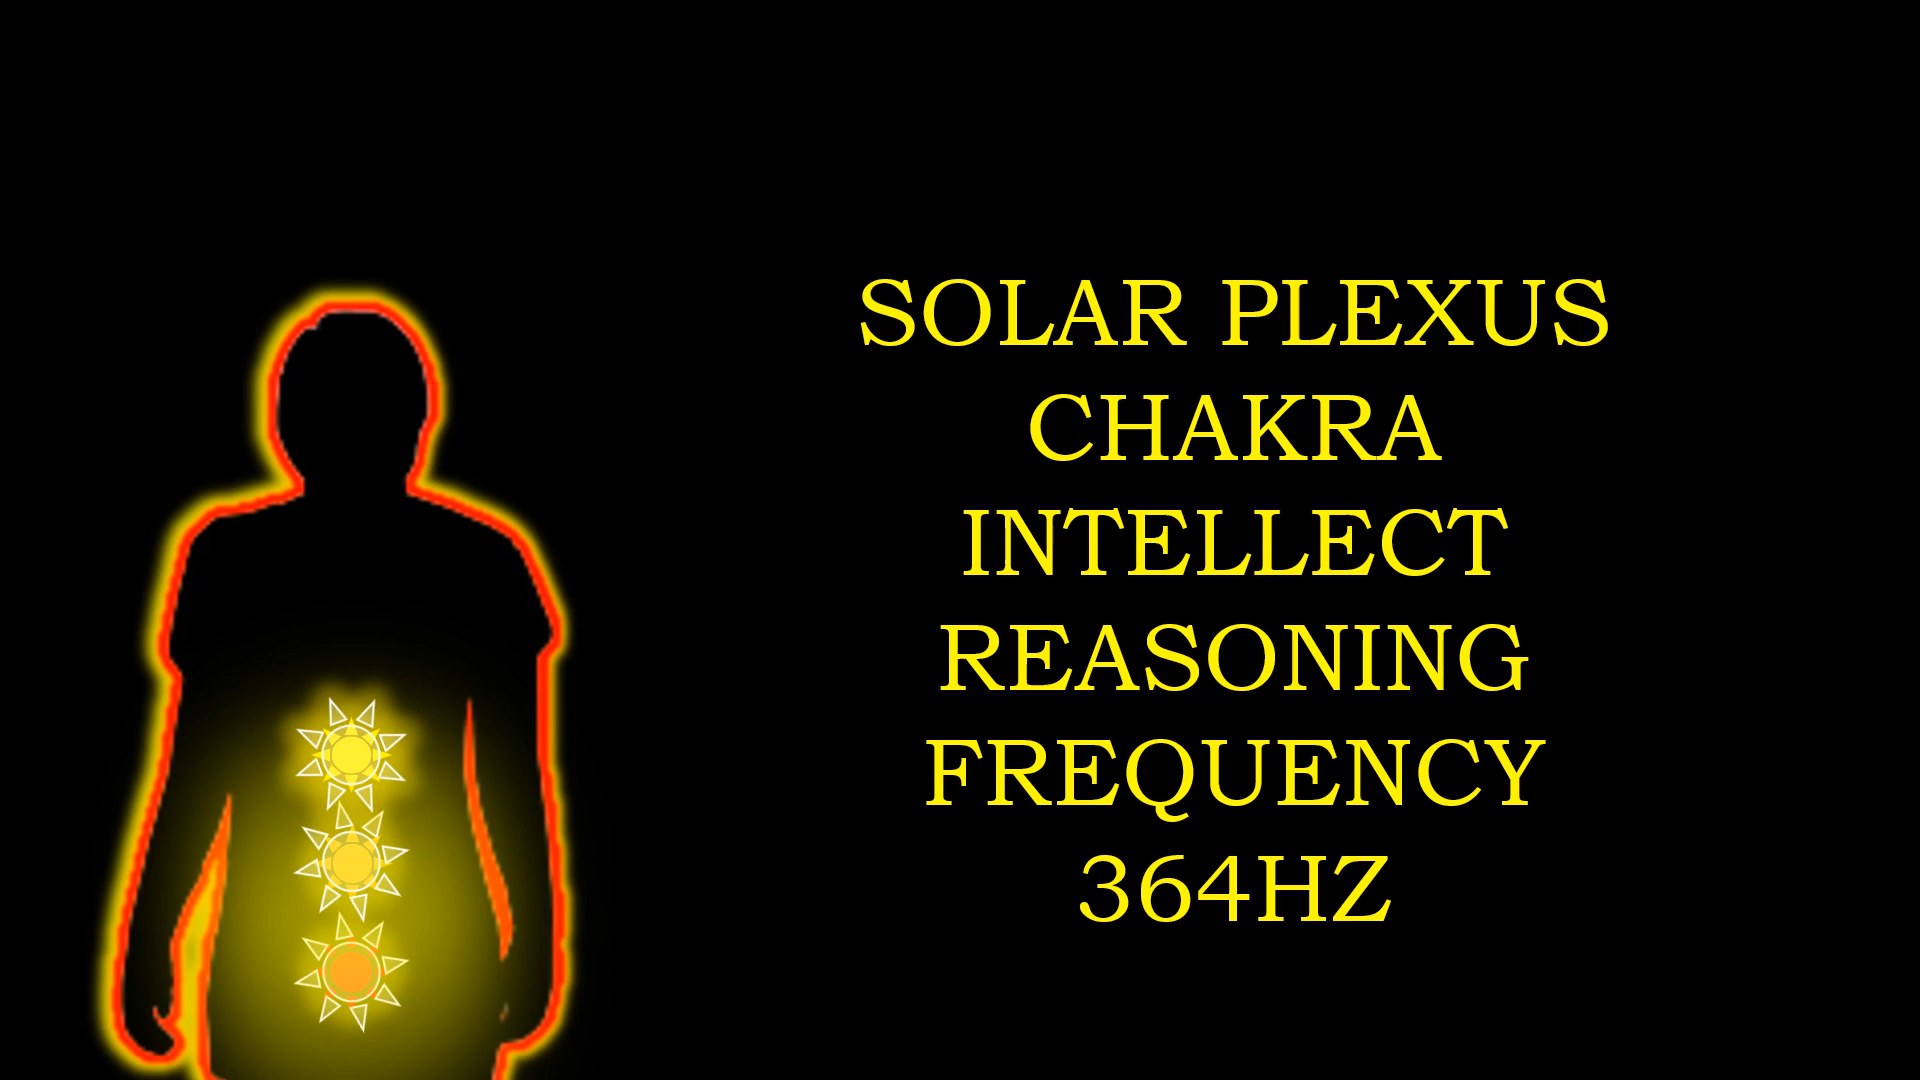 SOLAR PLEXUS
CHAKRA
INTELLECT
REASONING
FREQUENCY
364HZ